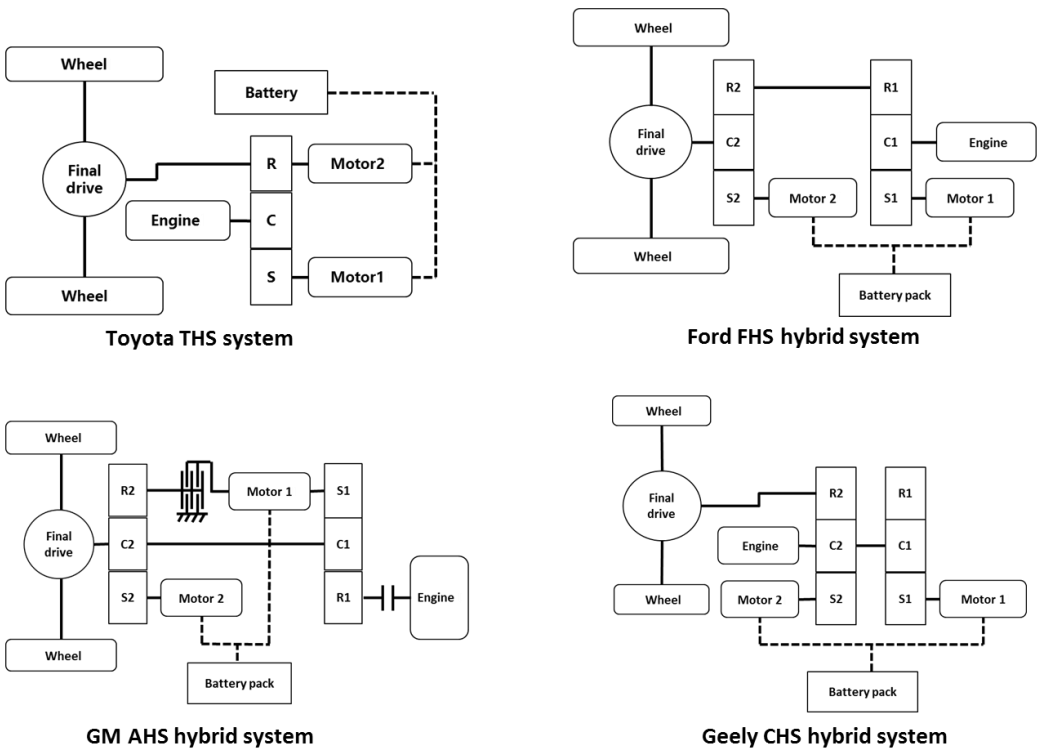 Wheel
Battery
R
Motor2
Final
drive
Engine
C
S
Motor1
Wheel
Toyota THS system
Wheel
R2
R1
Final
drive
C2
C1
Engine
S2
Motor 2
S1
Motor 1
Wheel
Battery pack
Ford FHS hybrid system
Wheel
R2
Motor 1
S1
Final
drive
C2
C1
S2
Motor 2
R1
Engine
Wheel
Battery pack
GM AHS hybrid system
Wheel
R2
R1
Final
drive
Engine
C2
C1
Wheel
Motor 2
S2
S1
Motor 1
Battery pack
Geely CHS hybrid system